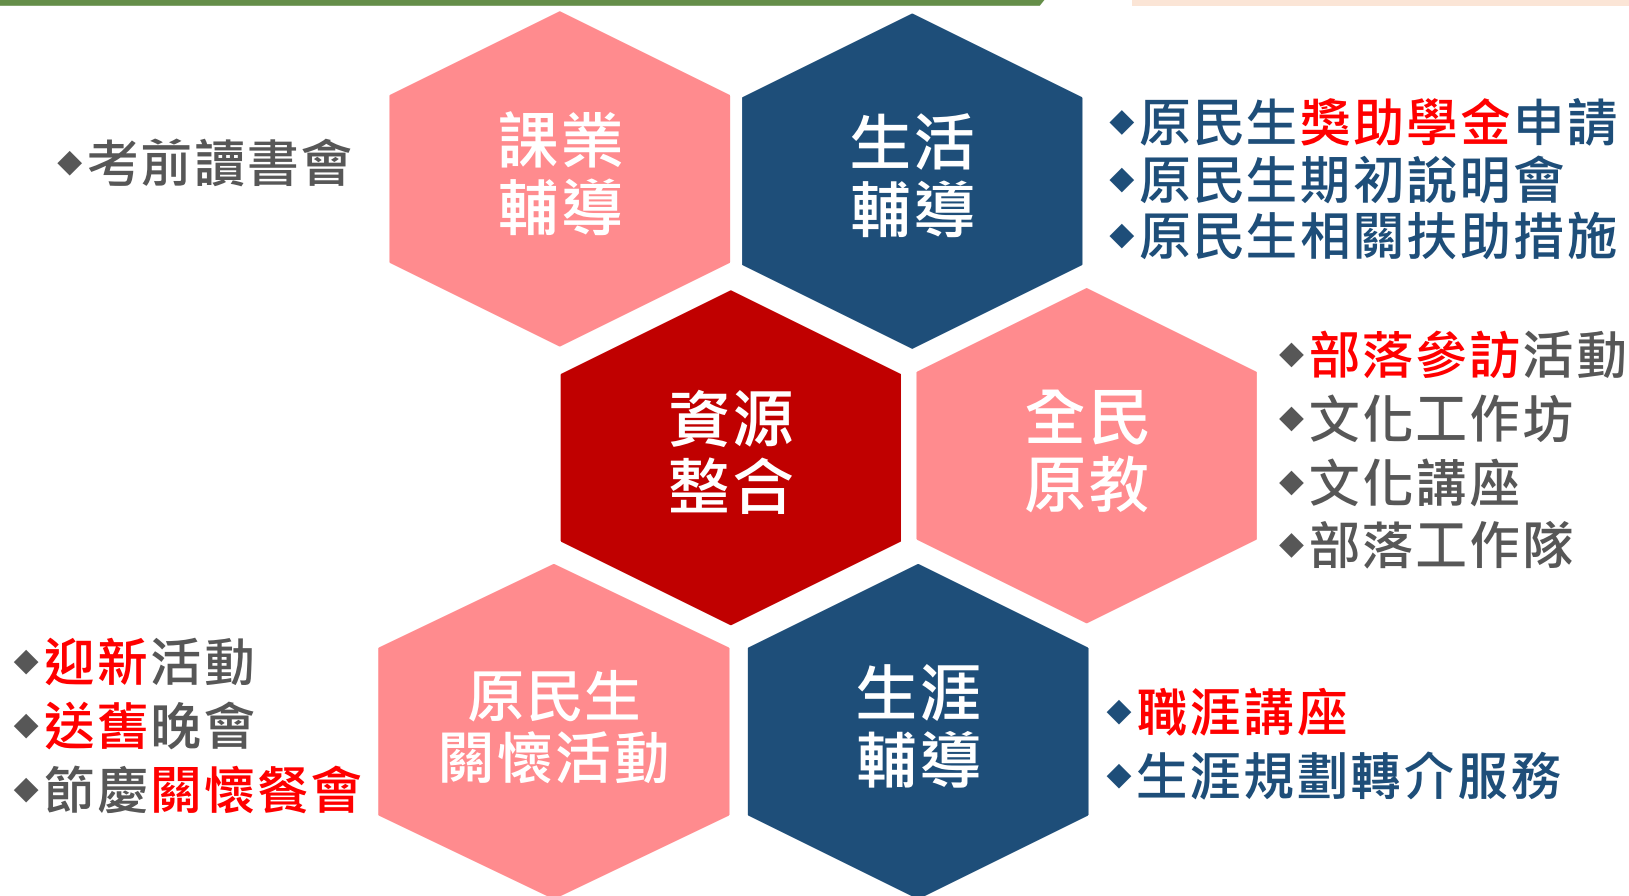 課業
輔導
◆考前讀書會
生活
輔導
◆原民生獎助學金申請
◆原民生期初說明會
◆原民生相關扶助措施
資源
整合
全民
原教
◆部落參訪活動
◆文化工作坊
◆文化講座
◆部落工作隊
原民生
關懷活動
◆迎新活動
◆送舊晚會
◆節慶關懷餐會
生涯
輔導
◆職涯講座
◆生涯規劃轉介服務